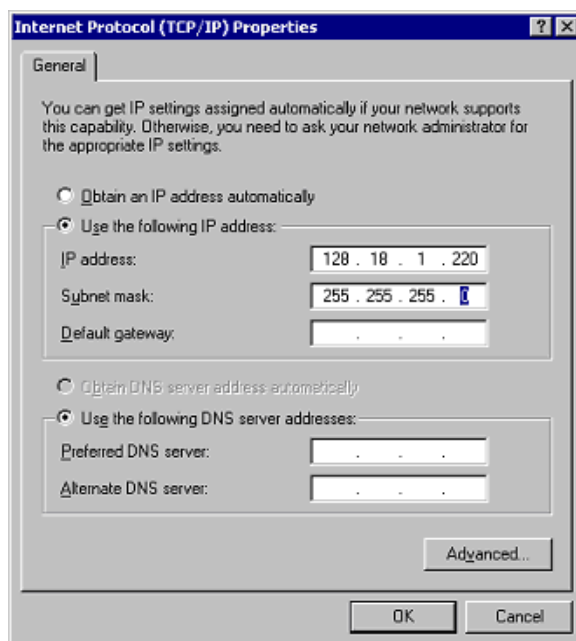 Internet Protocol (TCP/IP) Properties
General
You can get IP settings assigned automatically if your network supports
this capability. Otherwise, you need to ask your network administrator for
the appropriate IP settings.
Obtain an IP address automatically
Use the following IP address:
IP address: 128 . 18 . 1 . 220
Subnet mask: 255 . 255 . 255 . 0
Default gateway: . . .
Obtain DNS server address automatically
Use the following DNS server addresses:
Preferred DNS server: . . .
Alternate DNS server: . . .
Advanced...
OK Cancel